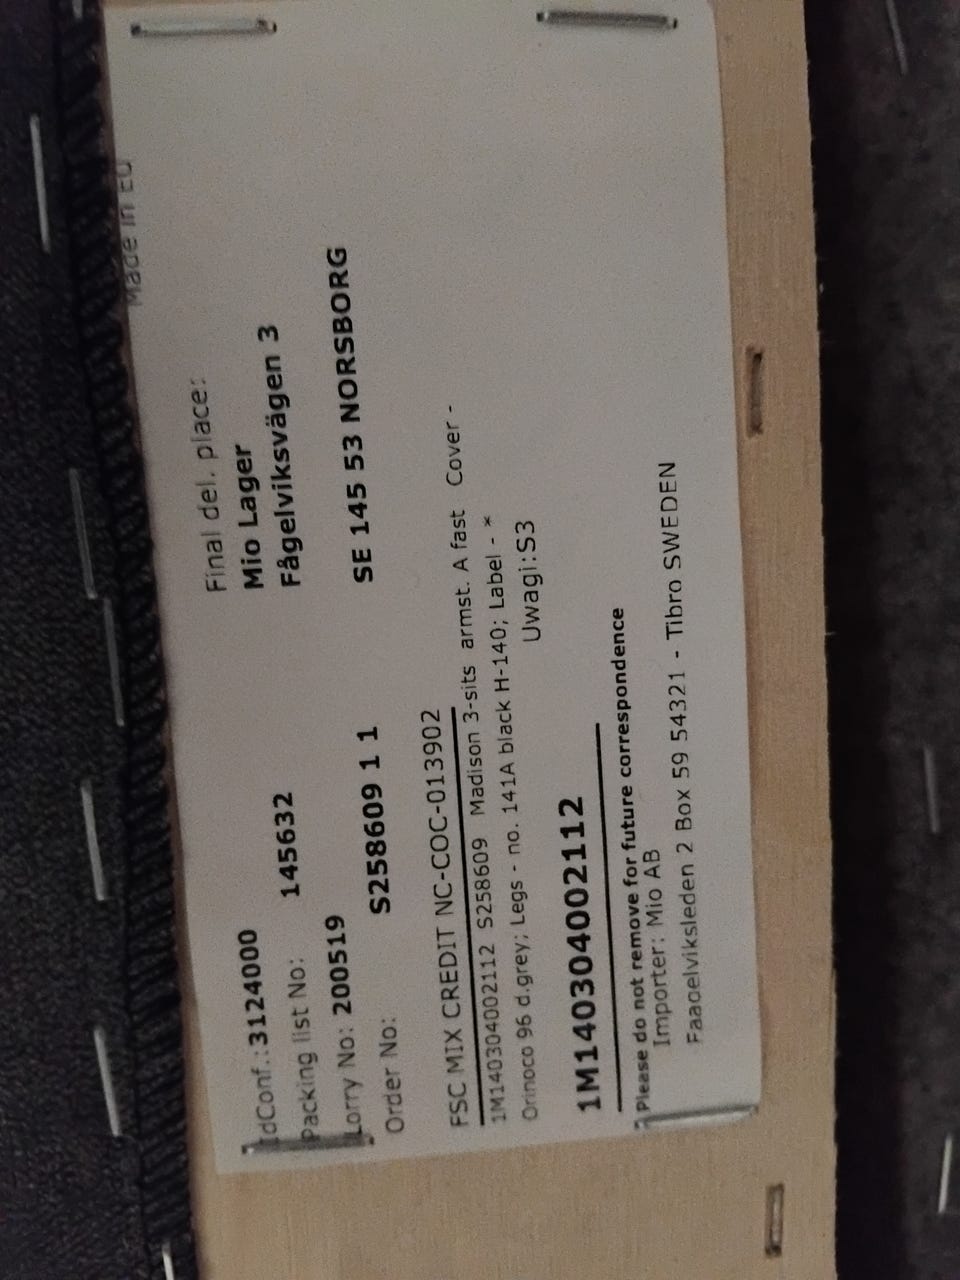 Made in EU
IdConf.:3124000
Packing list No: 145632
Lorry No: 200519
Order No: S258609 1 1
Final del. place:
Mio Lager
Fågelviksvägen 3
SE 145 53 NORSBORG
FSC MIX CREDIT NC-COC-013902
1M140304002112 S258609 Madison 3-sits armst. A fast Cover -
Orinoco 96 d.grey; Legs - no. 141A black H-140; Label - *
Uwagi:S3
1M140304002112
Please do not remove for future correspondence
Importer: Mio AB
Faagelviksleden 2 Box 59 54321 - Tibro SWEDEN